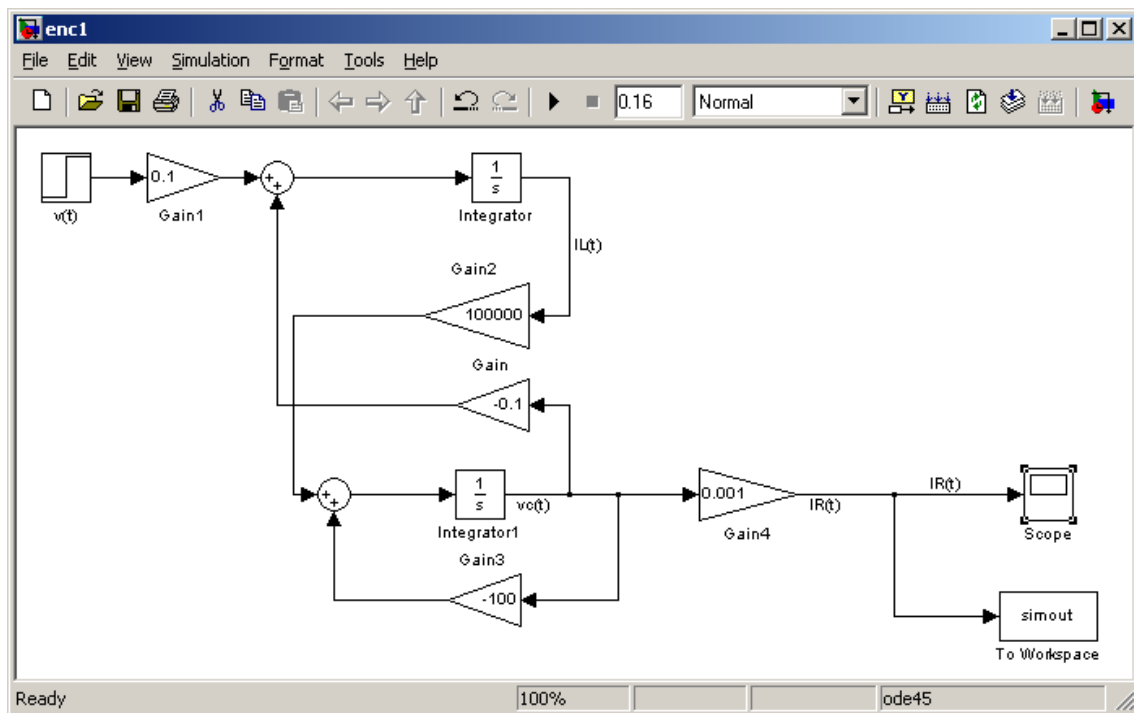 enc1
File Edit View Simulation Format Tools Help
0.16 Normal
0.1
1
s
v(t) Gain1 Integrator
IL(t)
Gain2
100000
Gain
-0.1
1
s
vc(t)
0.001
IR(t)
IR(t)
Integrator1 Gain4 Scope
Gain3
-100
simout
To Workspace
Ready 100% ode45